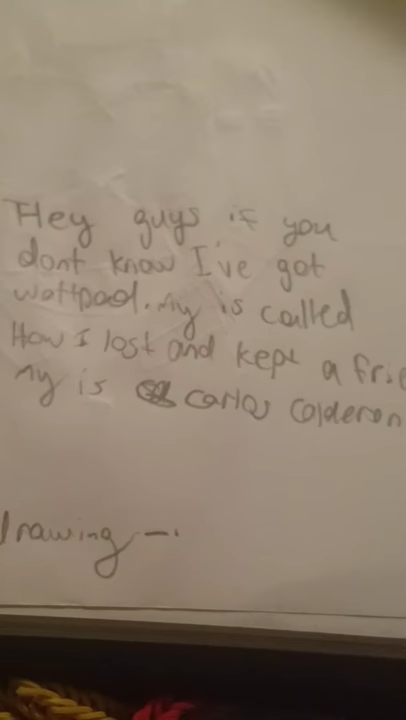 Hey guys if you
dont know I've got
wattpad. my is called
How I lost and kept a frie
my is Carlos Calderon
drawing —.